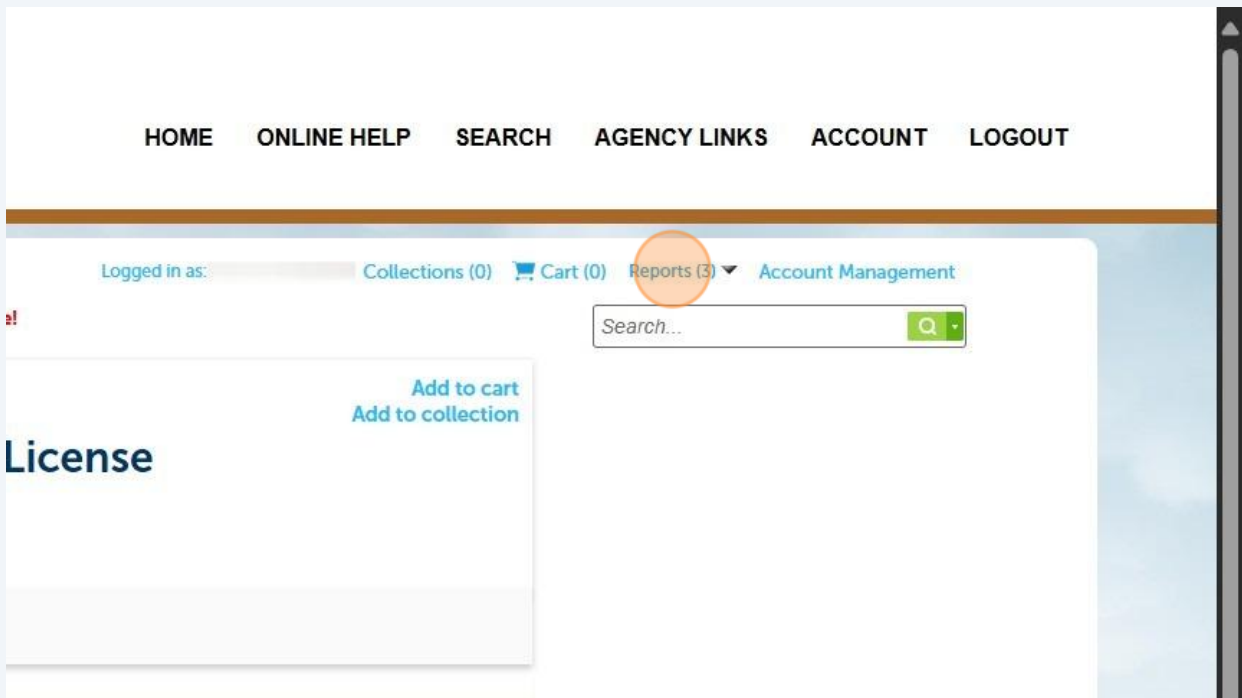 HOME ONLINE HELP SEARCH AGENCY LINKS ACCOUNT LOGOUT
Logged in as: Collections (0) Cart (0) Reports (3) Account Management
e!
Search...
Add to cart
Add to collection
License